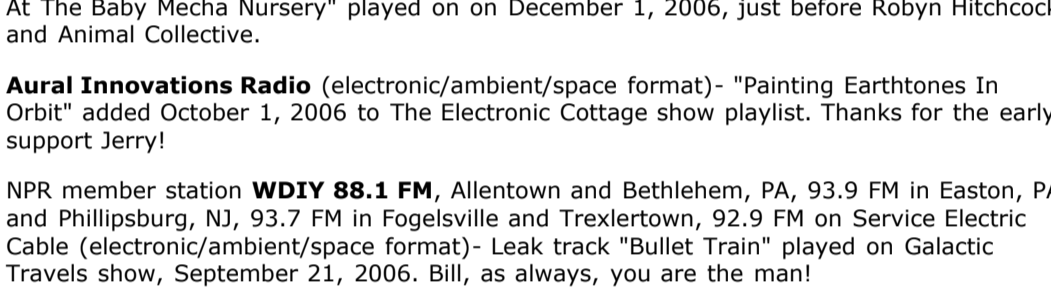 At The Baby Mecha Nursery" played on on December 1, 2006, just before Robyn Hitchcock
and Animal Collective.
Aural Innovations Radio (electronic/ambient/space format)- "Painting Earthtones In
Orbit" added October 1, 2006 to The Electronic Cottage show playlist. Thanks for the early
support Jerry!
NPR member station WDIY 88.1 FM, Allentown and Bethlehem, PA, 93.9 FM in Easton, PA
and Phillipsburg, NJ, 93.7 FM in Fogelsville and Trexlertown, 92.9 FM on Service Electric
Cable (electronic/ambient/space format)- Leak track "Bullet Train" played on Galactic
Travels show, September 21, 2006. Bill, as always, you are the man!